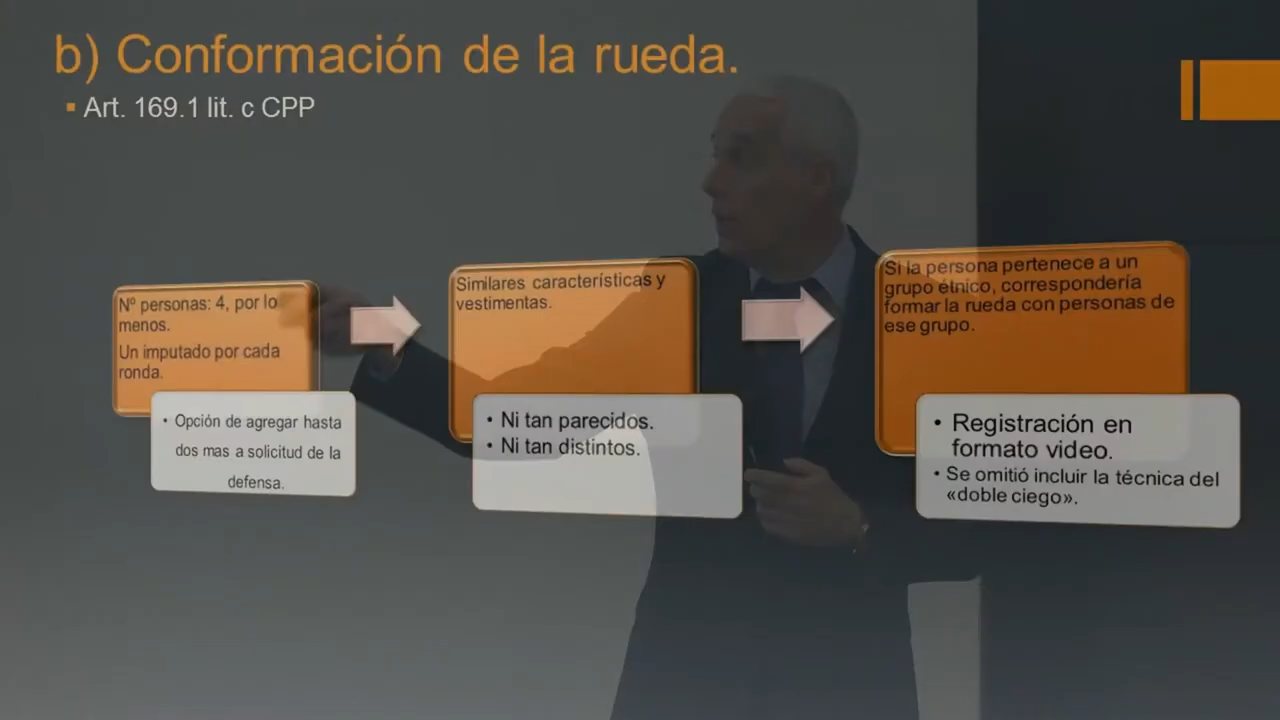 b) Conformación de la rueda.
▪ Art. 169.1 lit. c CPP
Nº personas: 4, por lo
menos.
Un imputado por cada
ronda.
• Opción de agregar hasta
dos mas a solicitud de la
defensa.
Similares características y
vestimentas.
• Ni tan parecidos.
• Ni tan distintos.
Si la persona pertenece a un
grupo étnico, correspondería
formar la rueda con personas de
ese grupo.
• Registración en
formato video.
• Se omitió incluir la técnica del
«doble ciego».